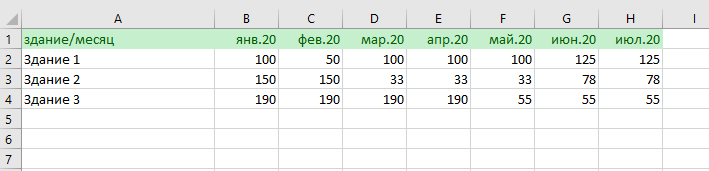 A B C D E F G H I
1 здание/месяц янв.20 фев.20 мар.20 апр.20 май.20 июн.20 июл.20
2 Здание 1 100 50 100 100 100 125 125
3 Здание 2 150 150 33 33 33 78 78
4 Здание 3 190 190 190 190 55 55 55
5
6
7